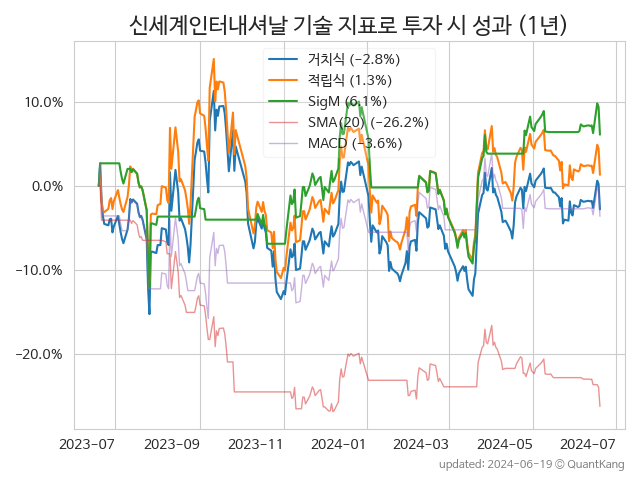 신세계인터내셔날 기술 지표로 투자 시 성과 (1년)
거치식 (−2.8%)
적립식 (1.3%)
SigM (6.1%)
SMA(20) (−26.2%)
MACD (−3.6%)
10.0%
0.0%
−10.0%
−20.0%
2023−07 2023−09 2023−11 2024−01 2024−03 2024−05 2024−07
updated: 2024−06−19 ⓒ QuantKang